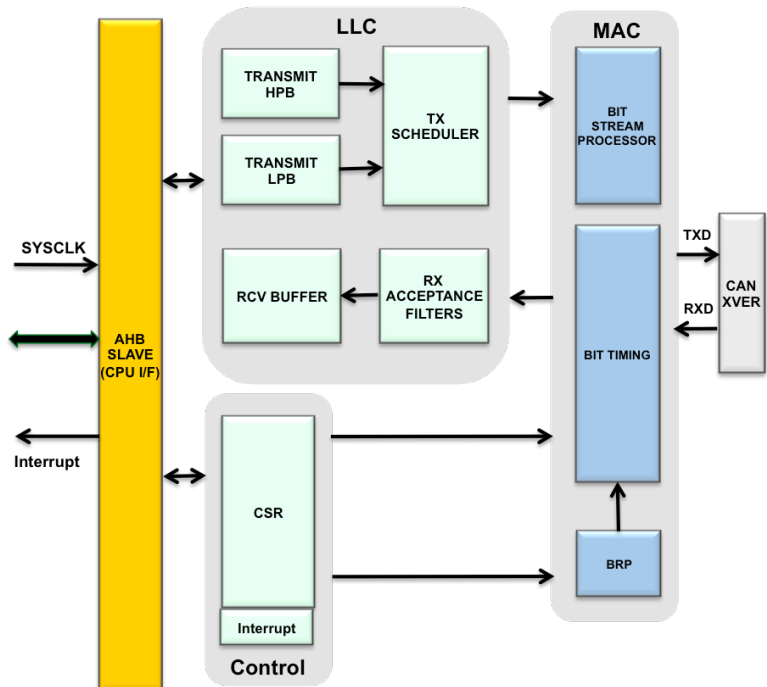 LLC
MAC
TRANSMIT
HPB
TX
SCHEDULER
TRANSMIT
LPB
BIT
STREAM
PROCESSOR
SYSCLK
RCV BUFFER
RX
ACCEPTANCE
FILTERS
TXD
RXD
CAN
XVER
AHB
SLAVE
(CPU I/F)
BIT TIMING
Interrupt
CSR
BRP
Interrupt
Control